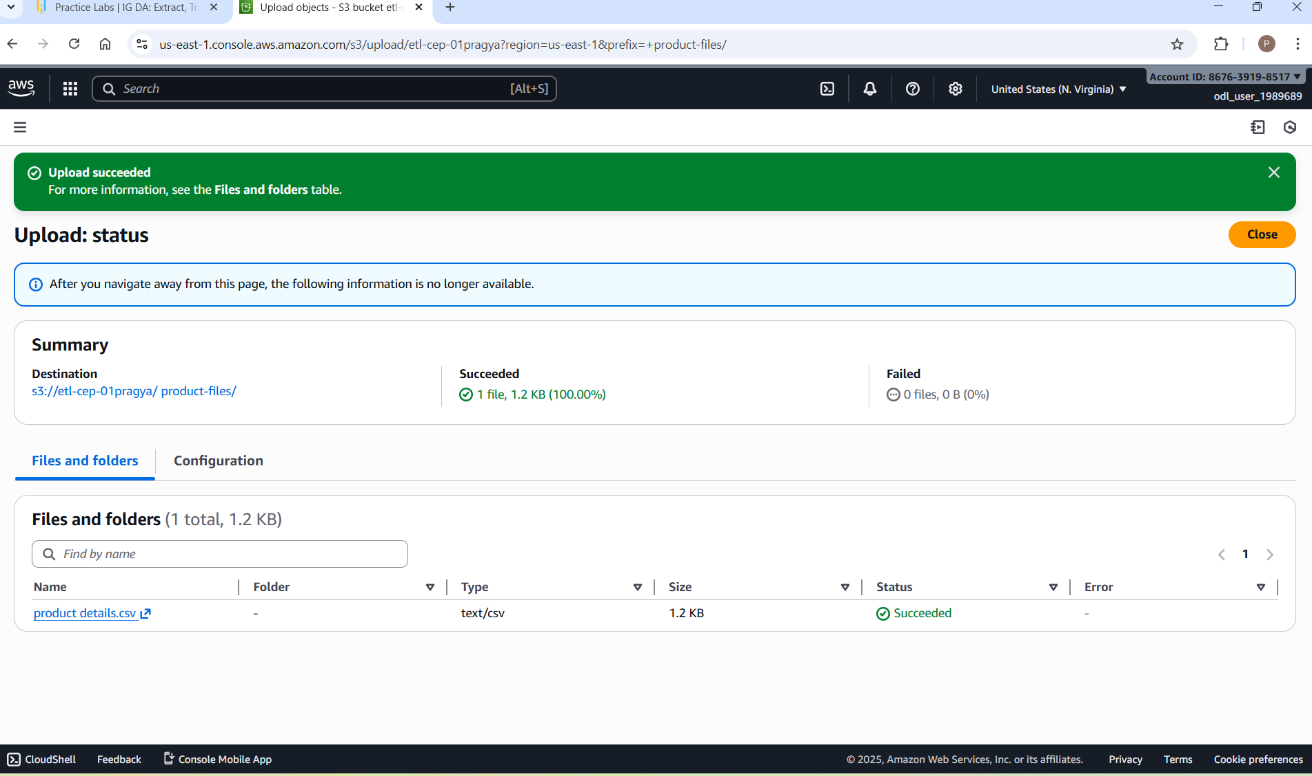 Practice Labs | IG DA: Extract, Tr
Upload objects - S3 bucket etl-c
us-east-1.console.aws.amazon.com/s3/upload/etl-cep-01pragya?region=us-east-1&prefix=+product-files/
P
aws
Search
[Alt+S]
United States (N. Virginia)
Account ID: 8676-3919-8517
odl_user_1989689
Upload succeeded
For more information, see the Files and folders table.
Upload: status
Close
After you navigate away from this page, the following information is no longer available.
Summary
Destination
s3://etl-cep-01pragya/ product-files/
Succeeded
1 file, 1.2 KB (100.00%)
Failed
0 files, 0 B (0%)
Files and folders
Configuration
Files and folders (1 total, 1.2 KB)
Find by name
1
Name Folder Type Size Status Error
product details.csv - text/csv 1.2 KB Succeeded -
CloudShell Feedback Console Mobile App © 2025, Amazon Web Services, Inc. or its affiliates. Privacy Terms Cookie preferences